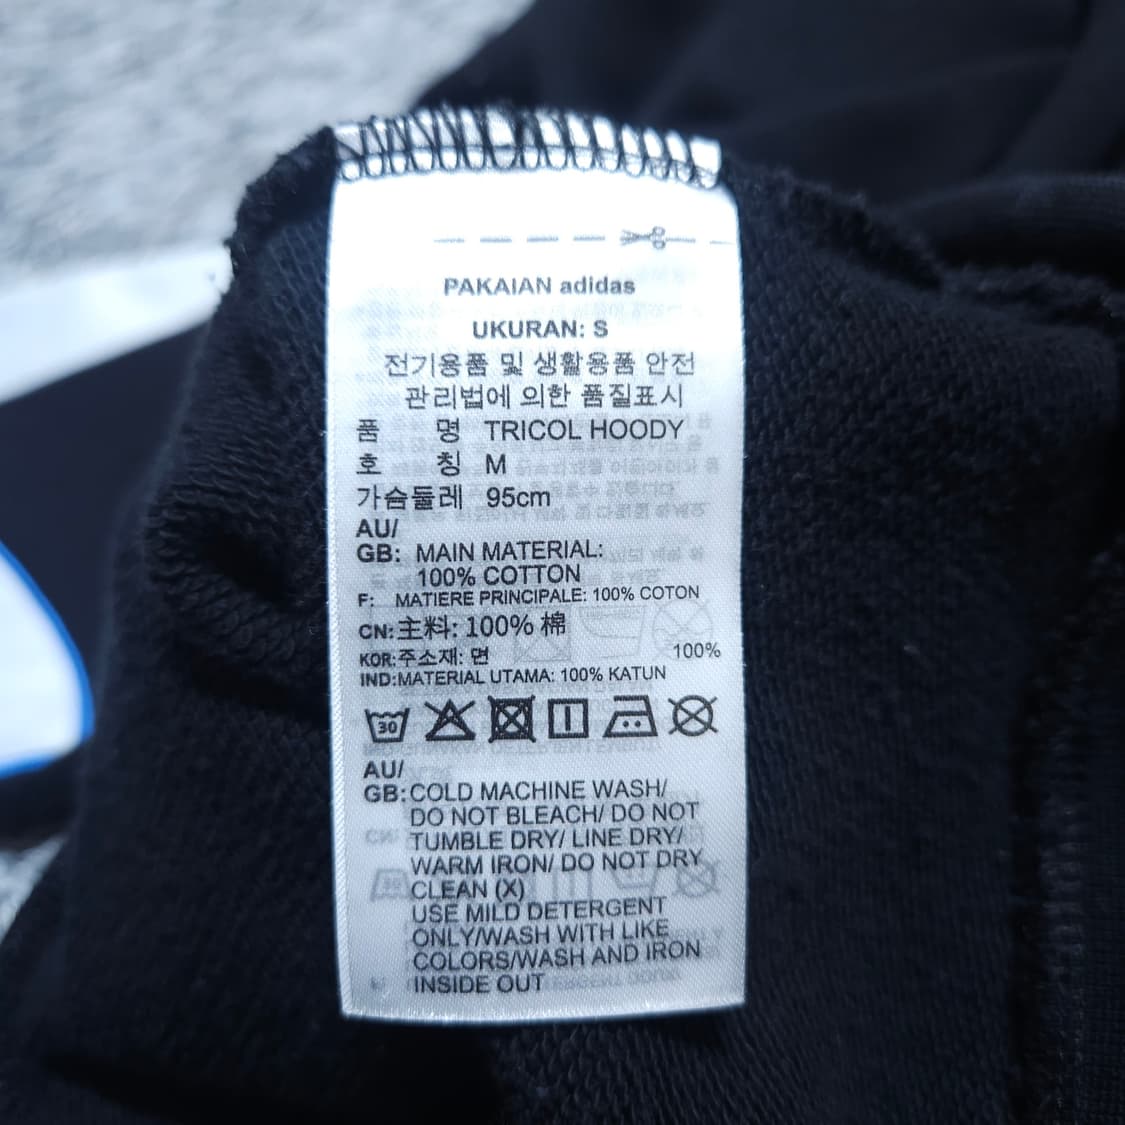 PAKAIAN adidas
UKURAN: S
전기용품 및 생활용품 안전
관리법에 의한 품질표시
품 명 TRICOL HOODY
호 칭 M
가슴둘레 95cm
AU/
GB: MAIN MATERIAL:
100% COTTON
F: MATIERE PRINCIPALE: 100% COTON
CN: 主料: 100% 棉
KOR:주소재: 면 100%
IND:MATERIAL UTAMA: 100% KATUN
30
AU/
GB:COLD MACHINE WASH/
DO NOT BLEACH/ DO NOT
TUMBLE DRY/ LINE DRY/
WARM IRON/ DO NOT DRY
CLEAN (X)
USE MILD DETERGENT
ONLY/WASH WITH LIKE
COLORS/WASH AND IRON
INSIDE OUT